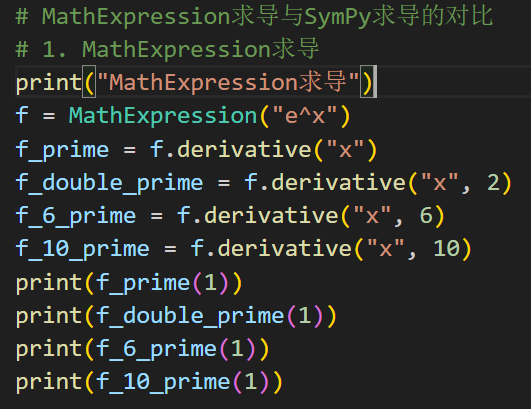 # MathExpression求导与SymPy求导的对比
# 1. MathExpression求导
print("MathExpression求导")
f = MathExpression("e^x")
f_prime = f.derivative("x")
f_double_prime = f.derivative("x", 2)
f_6_prime = f.derivative("x", 6)
f_10_prime = f.derivative("x", 10)
print(f_prime(1))
print(f_double_prime(1))
print(f_6_prime(1))
print(f_10_prime(1))